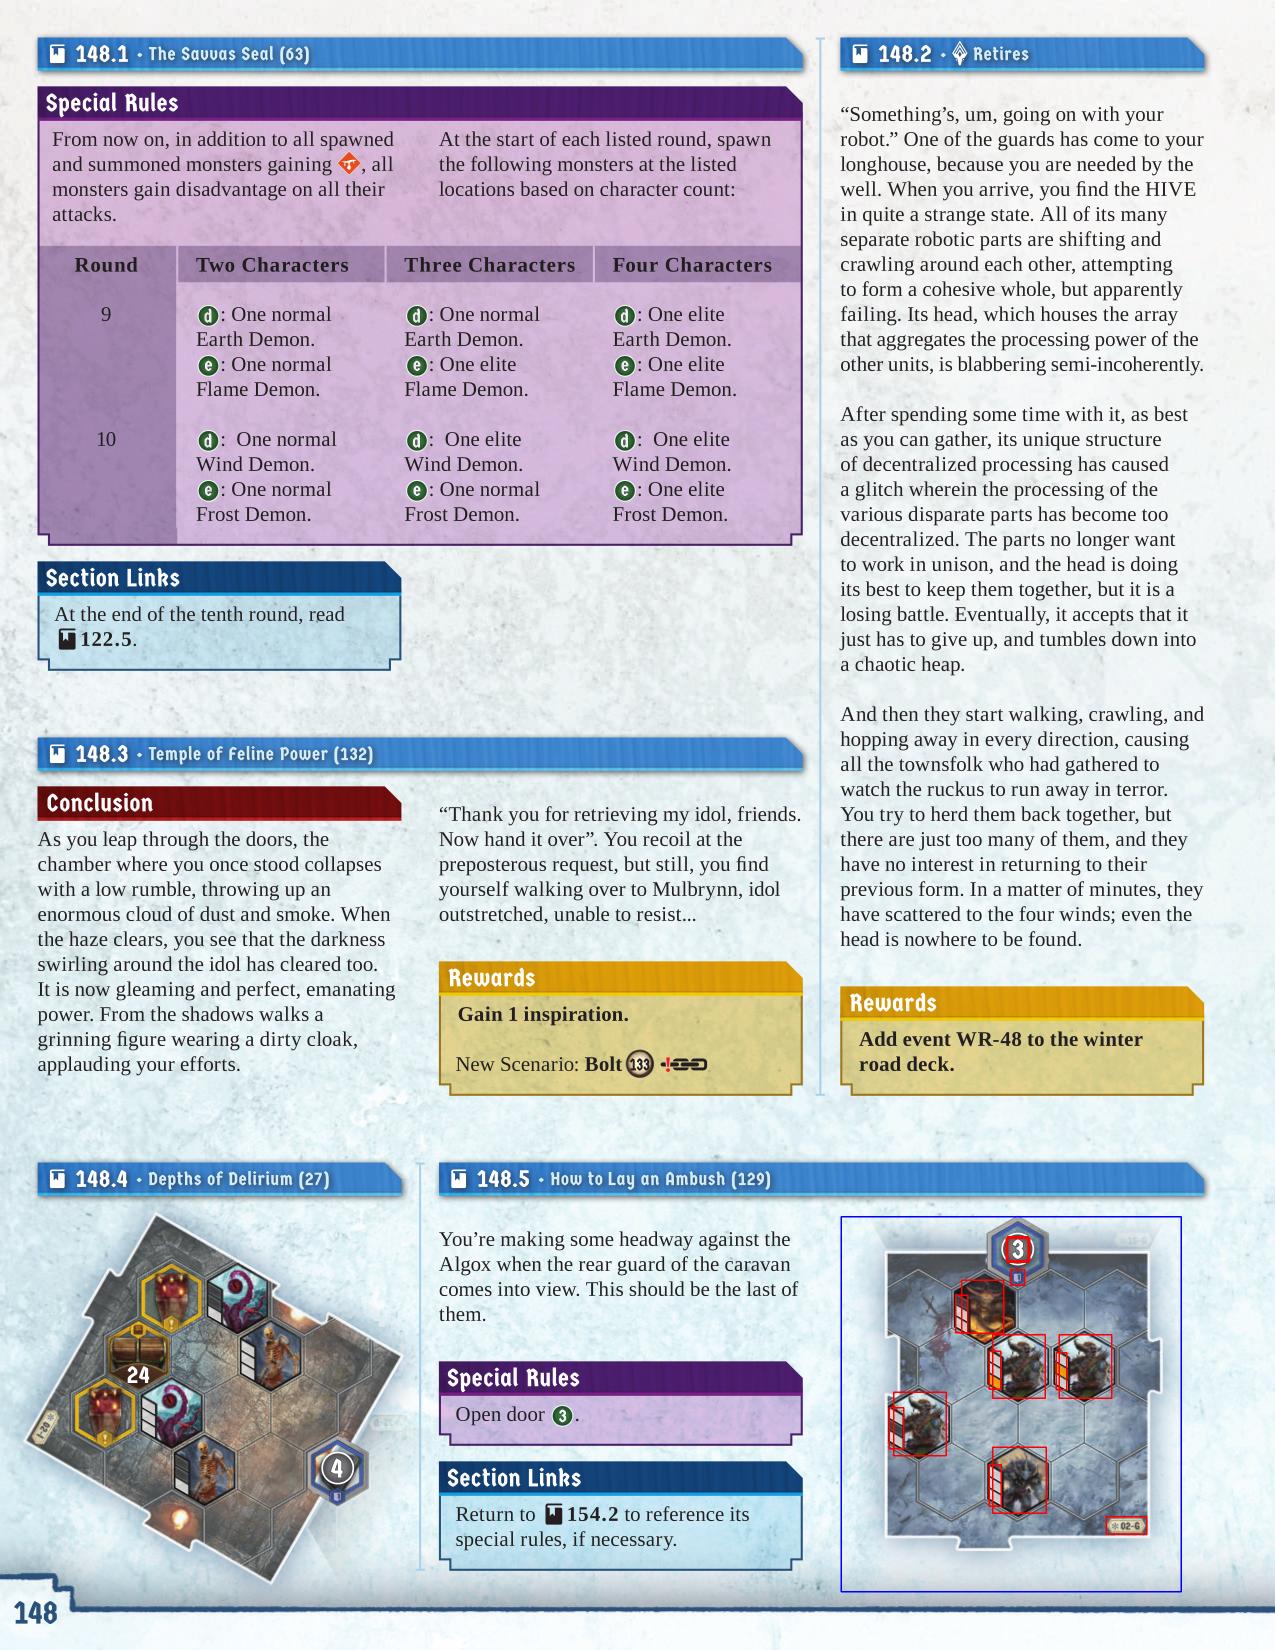 148.1 • The Savvas Seal (63)
Special Rules
From now on, in addition to all spawned
and summoned monsters gaining , all
monsters gain disadvantage on all their
attacks.
At the start of each listed round, spawn
the following monsters at the listed
locations based on character count:
Round Two Characters Three Characters Four Characters
9
d: One normal
Earth Demon.
e: One normal
Flame Demon.
d: One normal
Earth Demon.
e: One elite
Flame Demon.
d: One elite
Earth Demon.
e: One elite
Flame Demon.
10
d: One normal
Wind Demon.
e: One normal
Frost Demon.
d: One elite
Wind Demon.
e: One normal
Frost Demon.
d: One elite
Wind Demon.
e: One elite
Frost Demon.
Section Links
At the end of the tenth round, read
122.5.
148.2 • Retires
“Something’s, um, going on with your
robot.” One of the guards has come to your
longhouse, because you are needed by the
well. When you arrive, you find the HIVE
in quite a strange state. All of its many
separate robotic parts are shifting and
crawling around each other, attempting
to form a cohesive whole, but apparently
failing. Its head, which houses the array
that aggregates the processing power of the
other units, is blabbering semi-incoherently.
After spending some time with it, as best
as you can gather, its unique structure
of decentralized processing has caused
a glitch wherein the processing of the
various disparate parts has become too
decentralized. The parts no longer want
to work in unison, and the head is doing
its best to keep them together, but it is a
losing battle. Eventually, it accepts that it
just has to give up, and tumbles down into
a chaotic heap.
And then they start walking, crawling, and
hopping away in every direction, causing
all the townsfolk who had gathered to
watch the ruckus to run away in terror.
You try to herd them back together, but
there are just too many of them, and they
have no interest in returning to their
previous form. In a matter of minutes, they
have scattered to the four winds; even the
head is nowhere to be found.
Rewards
Add event WR-48 to the winter
road deck.
148.3 • Temple of Feline Power (132)
Conclusion
As you leap through the doors, the
chamber where you once stood collapses
with a low rumble, throwing up an
enormous cloud of dust and smoke. When
the haze clears, you see that the darkness
swirling around the idol has cleared too.
It is now gleaming and perfect, emanating
power. From the shadows walks a
grinning figure wearing a dirty cloak,
applauding your efforts.
“Thank you for retrieving my idol, friends.
Now hand it over”. You recoil at the
preposterous request, but still, you find
yourself walking over to Mulbrynn, idol
outstretched, unable to resist...
Rewards
Gain 1 inspiration.
New Scenario: Bolt 133
148.4 • Depths of Delirium (27)
24
4
1-20
148.5 • How to Lay an Ambush (129)
You’re making some headway against the
Algox when the rear guard of the caravan
comes into view. This should be the last of
them.
Special Rules
Open door 3.
Section Links
Return to 154.2 to reference its
special rules, if necessary.
3
02-G
148